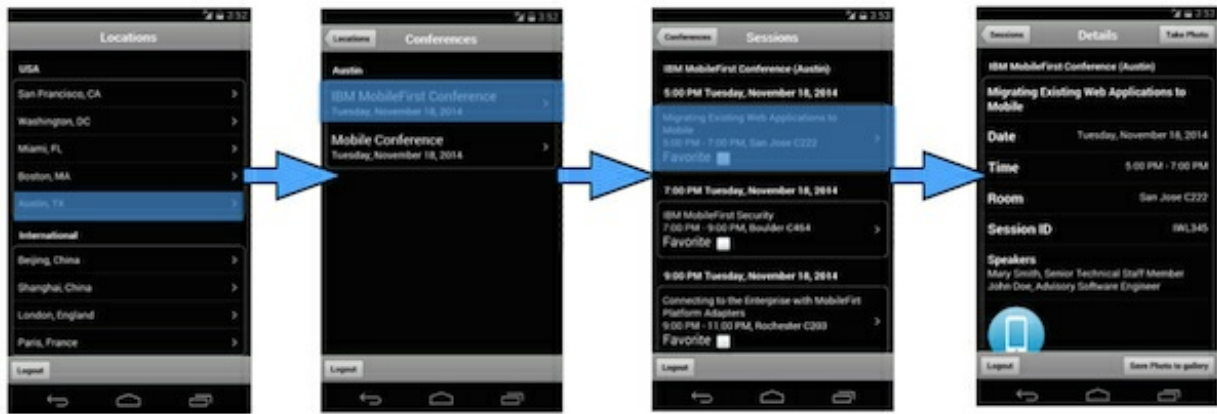 3:52
Locations
USA
San Francisco, CA
Washington, DC
Miami, FL
Boston, MA
Austin, TX
International
Beijing, China
Shanghai, China
London, England
Paris, France
Logout
3:52
Locations
Conferences
Austin
IBM MobileFirst Conference
Tuesday, November 18, 2014
Mobile Conference
Tuesday, November 18, 2014
Logout
3:53
Conferences
Sessions
IBM MobileFirst Conference (Austin)
5:00 PM Tuesday, November 18, 2014
Migrating Existing Web Applications to
Mobile
5:00 PM - 7:00 PM, San Jose C222
Favorite
7:00 PM Tuesday, November 18, 2014
IBM MobileFirst Security
7:00 PM - 9:00 PM, Boulder C464
Favorite
9:00 PM Tuesday, November 18, 2014
Connecting to the Enterprise with MobileFirt
Platform Adapters
9:00 PM - 11:00 PM, Rochester C203
Favorite
Logout
3:53
Sessions
Details
Take Photo
IBM MobileFirst Conference (Austin)
Migrating Existing Web Applications to
Mobile
Date Tuesday, November 18, 2014
Time 5:00 PM - 7:00 PM
Room San Jose C222
Session ID IWL345
Speakers
Mary Smith, Senior Technical Staff Member
John Doe, Advisory Software Engineer
Logout
Save Photo to gallery